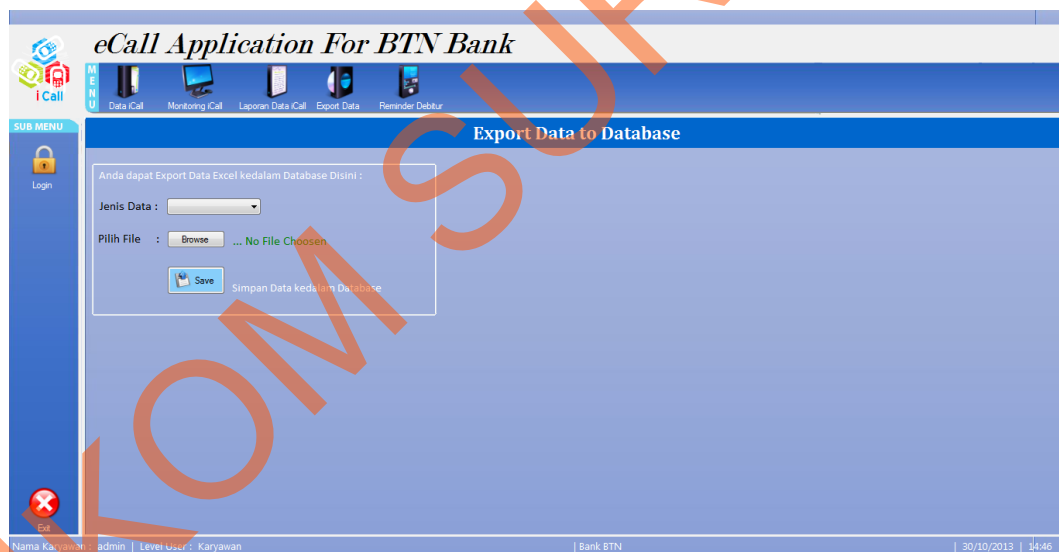 eCall Application For BTN Bank
i Call
MENU
Data iCall Monitoring iCall Laporan Data iCall Export Data Reminder Debitur
SUB MENU
Export Data to Database
Login
Anda dapat Export Data Excel kedalam Database Disini :
Jenis Data :
Pilih File : Browse ... No File Choosen
Save Simpan Data kedalam Database
Exit
Nama Karyawan : admin | Level User : Karyawan | Bank BTN | 30/10/2013 | 14:46
KOM SUR